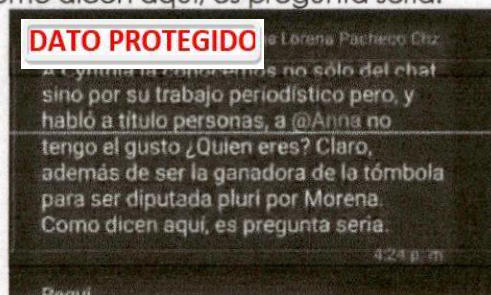 omo dicen aquí, es pregunta seria.
DATO PROTEGIDO
e Lorena Pacheco Chz
A Cynthia la conocemos no sólo del chat
sino por su trabajo periodístico pero, y
habló a título personas, a @Anna no
tengo el gusto ¿Quien eres? Claro,
además de ser la ganadora de la tómbola
para ser diputada pluri por Morena.
Como dicen aquí, es pregunta seria.
4:24 p. m.